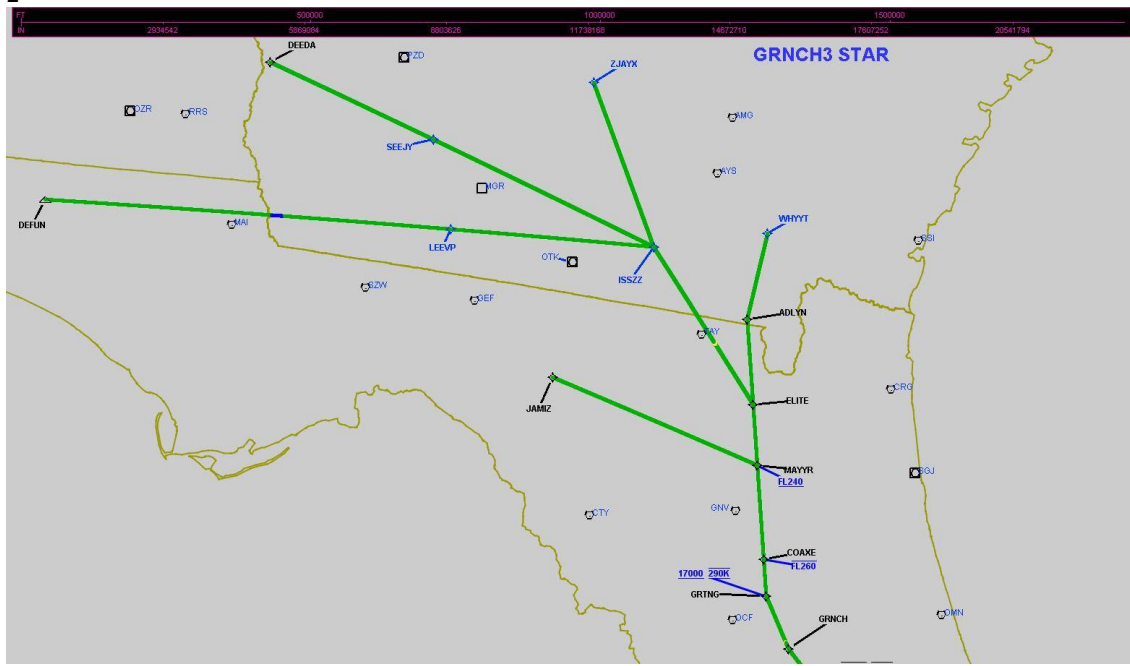 FT 500000 1000000 1500000
IN 2934542 5869084 8803626 11738168 14672710 17607252 20541794
DEEDA
PZD
ZJAYX
GRNCH3 STAR
OZR
RRS
AMG
SEEJY
AYS
MGR
DEFUN
MAI
WHYYT
LEEVP
OTK
ISSZZ
SSI
SZW
GEF
ADLYN
TAY
JAMIZ
CRG
ELITE
MAYYR
FL240
SGJ
CTY
GNV
COAXE
FL260
17000 290K
GRTNG
OCF
GRNCH
OMN